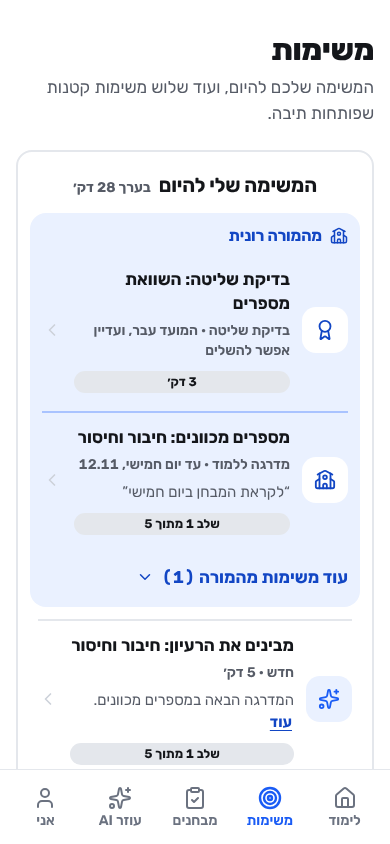 משימות
המשימה שלכם להיום, ועוד שלוש משימות קטנות
שפותחות תיבה.
המשימה שלי להיום בערך 28 דק׳
מהמורה רונית
בדיקת שליטה: השוואת
מספרים
בדיקת שליטה • המועד עבר, ועדיין
אפשר להשלים
3 דק׳
מספרים מכוונים: חיבור וחיסור
מדרגה ללמוד • עד יום חמישי, 12.11
“לקראת המבחן ביום חמישי”
שלב 1 מתוך 5
עוד משימות מהמורה (1)
מבינים את הרעיון: חיבור וחיסור
חדש • 5 דק׳
המדרגה הבאה במספרים מכוונים.
עוד
שלב 1 מתוך 5
לימוד
משימות
מבחנים
עוזר AI
אני